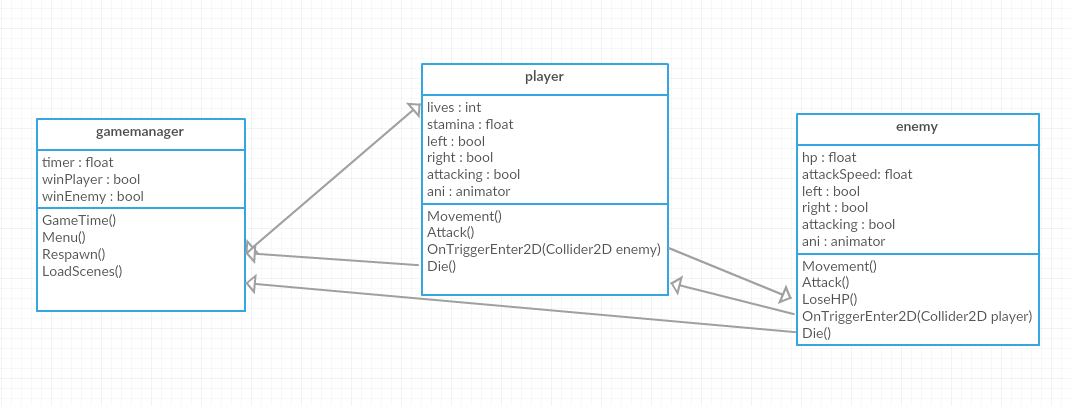 gamemanager
timer : float
winPlayer : bool
winEnemy : bool
GameTime()
Menu()
Respawn()
LoadScenes()
player
lives : int
stamina : float
left : bool
right : bool
attacking : bool
ani : animator
Movement()
Attack()
OnTriggerEnter2D(Collider2D enemy)
Die()
enemy
hp : float
attackSpeed: float
left : bool
right : bool
attacking : bool
ani : animator
Movement()
Attack()
LoseHP()
OnTriggerEnter2D(Collider2D player)
Die()